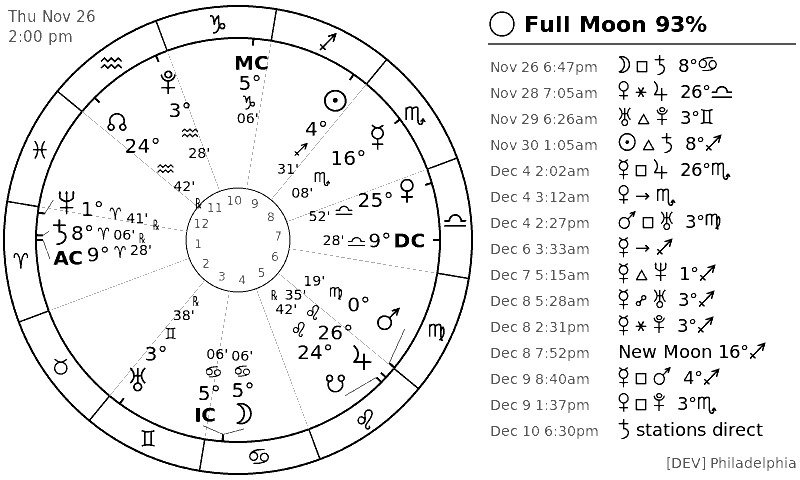 Thu Nov 26
2:00 pm
MC
5°
♑
06'
♇
3°
♒
28'
☊
24°
♒
42'
℞
♆ 1° ♈ 41' ℞
♄ 8° ♈ 06' ℞
AC 9° ♈ 28'
☉
4°
♐
31'
☿
16°
♏
08'
♀ 25° ♎ 52'
28' ♎ 9° DC
♂ 0° ♍ 19'
♃ 26° ♌ 35' ℞
☋ 24° ♌ 42'
♅
3°
♊
38'
℞
06' 06'
♋ ♋
5° 5°
IC ☽
♑ ♐ ♏ ♎ ♍ ♌ ♋ ♊ ♉ ♈ ♓ ♒
1 2 3 4 5 6 7 8 9 10 11 12
Full Moon 93%
Nov 26 6:47pm ☽ □ ♄ 8°♋
Nov 28 7:05am ♀ ⚹ ♃ 26°♎
Nov 29 6:26am ♅ △ ♇ 3°♊
Nov 30 1:05am ☉ △ ♄ 8°♐
Dec 4 2:02am ☿ □ ♃ 26°♏
Dec 4 3:12am ♀ → ♏
Dec 4 2:27pm ♂ □ ♅ 3°♍
Dec 6 3:33am ☿ → ♐
Dec 7 5:15am ☿ △ ♆ 1°♐
Dec 8 5:28am ☿ ☍ ♅ 3°♐
Dec 8 2:31pm ☿ ⚹ ♇ 3°♐
Dec 8 7:52pm New Moon 16°♐
Dec 9 8:40am ☿ □ ♂ 4°♐
Dec 9 1:37pm ♀ □ ♇ 3°♏
Dec 10 6:30pm ♄ stations direct
[DEV] Philadelphia